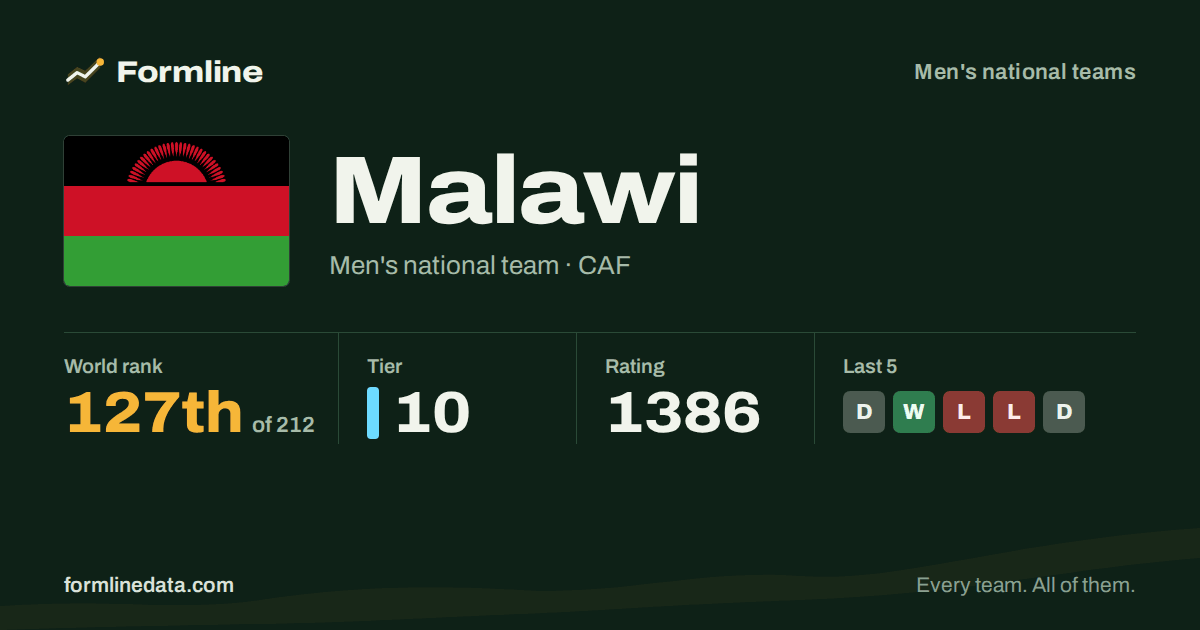 Formline
Men's national teams
Malawi
Men's national team · CAF
World rank
127th of 212
Tier
10
Rating
1386
Last 5
D W L L D
formlinedata.com
Every team. All of them.